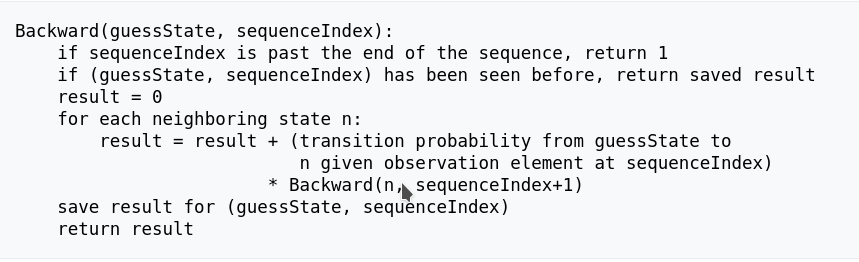 Backward(guessState, sequenceIndex):
    if sequenceIndex is past the end of the sequence, return 1
    if (guessState, sequenceIndex) has been seen before, return saved result
    result = 0
    for each neighboring state n:
        result = result + (transition probability from guessState to
                           n given observation element at sequenceIndex)
                        * Backward(n, sequenceIndex+1)
    save result for (guessState, sequenceIndex)
    return result